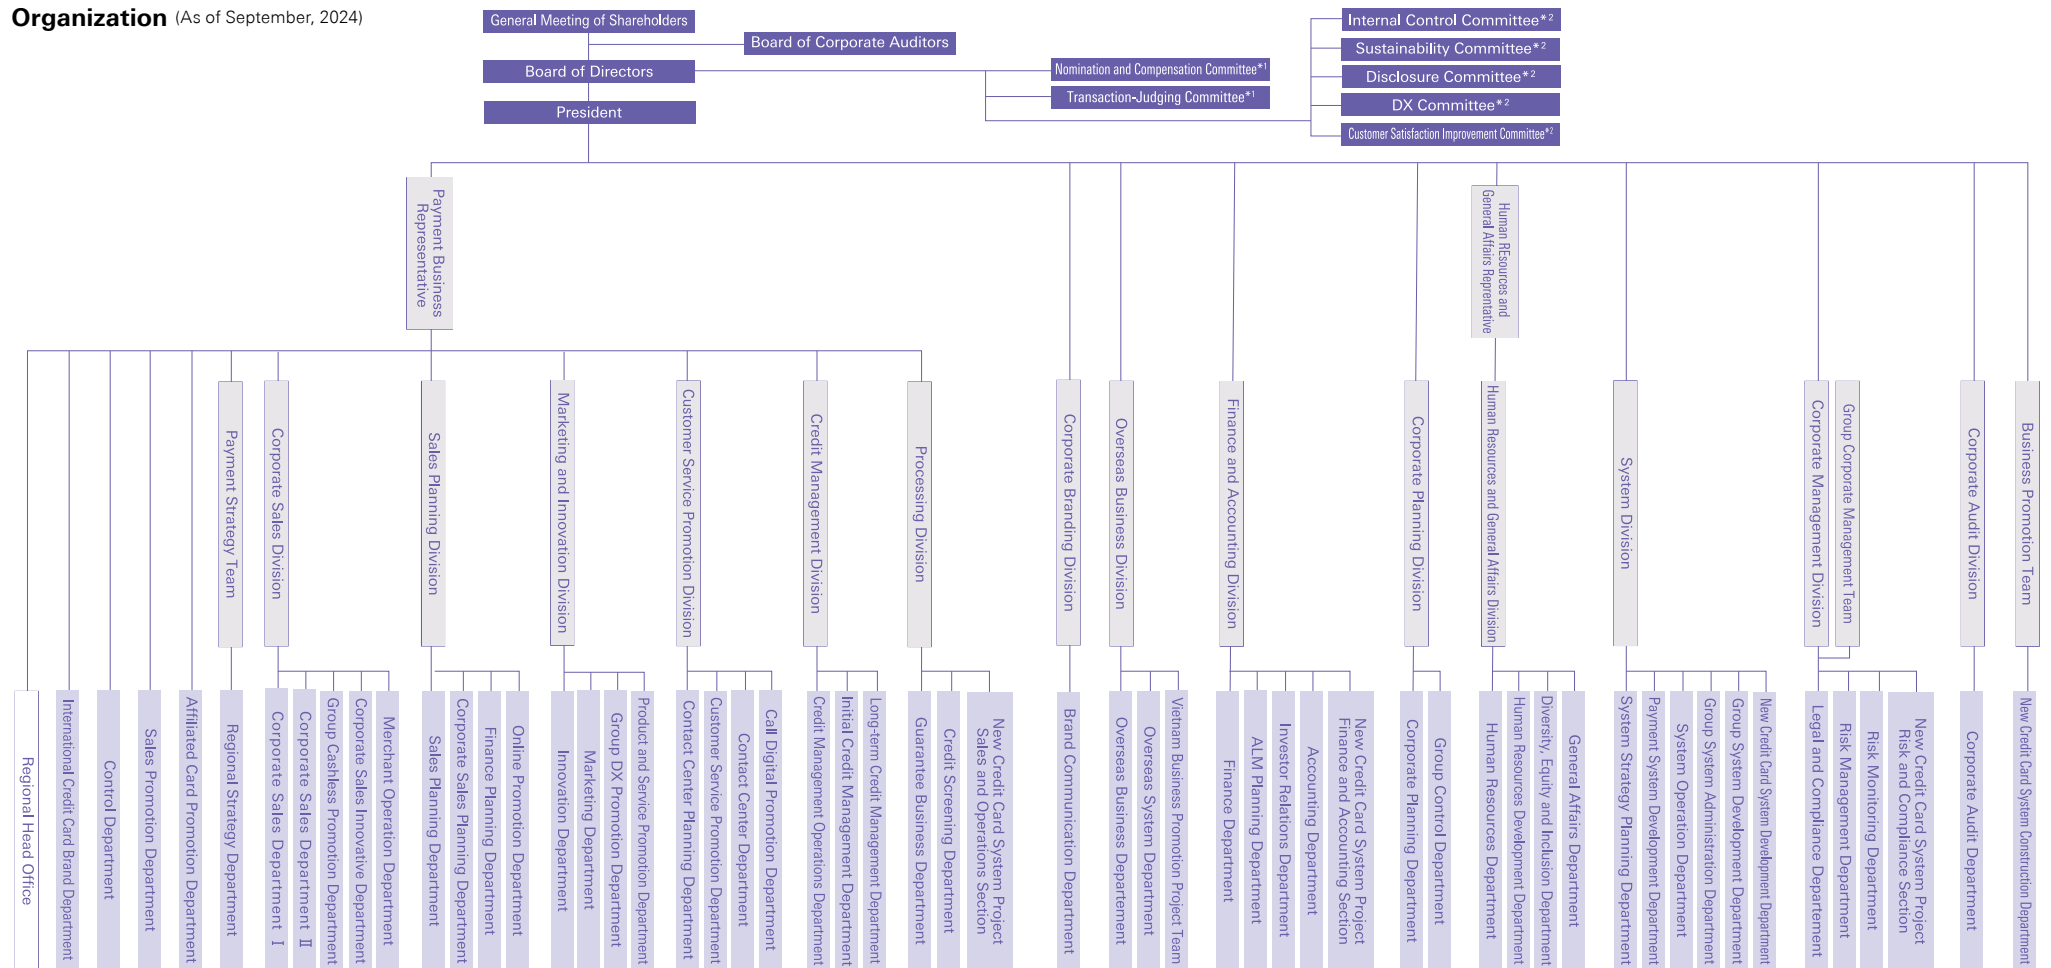 Organization (As of September, 2024)
General Meeting of Shareholders
Board of Corporate Auditors
Board of Directors
President
Nomination and Compensation Committee*1
Transaction-Judging Committee*1
Internal Control Committee*2
Sustainability Committee*2
Disclosure Committee*2
DX Committee*2
Customer Satisfaction Improvement Committee*2
Payment Business
Representative
Human REsources and
General Affairs Reprentative
Payment Strategy Team
Corporate Sales Division
Sales Planning Division
Marketing and Innovation Division
Customer Service Promotion Division
Credit Management Division
Processing Division
Corporate Branding Division
Overseas Business Division
Finance and Accounting Division
Corporate Planning Division
Human Resources and General Affairs Division
System Division
Corporate Management Division
Group Corporate Management Team
Corporate Audit Division
Business Promotion Team
Regional Head Office
International Credit Card Brand Department
Control Department
Sales Promotion Department
Affiliated Card Promotion Department
Regional Strategy Department
Corporate Sales Department Ⅰ
Corporate Sales Department Ⅱ
Group Cashless Promotion Department
Corporate Sales Innovative Department
Merchant Operation Department
Sales Planning Department
Corporate Sales Planning Department
Finance Planning Department
Online Promotion Department
Innovation Department
Marketing Department
Group DX Promotion Department
Product and Service Promotion Department
Contact Center Planning Department
Customer Service Promotion Department
Contact Center Department
Call Digital Promotion Department
Credit Management Operations Department
Initial Credit Management Department
Long-term Credit Management Department
Guarantee Business Department
Credit Screening Department
New Credit Card System Project
Sales and Operations Section
Brand Communication Department
Overseas Business Departement
Overseas System Department
Vietnam Business Promotion Project Team
Finance Department
ALM Planning Department
Investor Relations Department
Accounting Department
New Credit Card System Project
Finance and Accounting Section
Corporate Planning Department
Group Control Department
Human Resources Department
Human Resources Development Department
Diversity, Equity and Inclusion Department
General Affairs Department
System Strategy Planning Department
Payment System Development Department
System Operation Department
Group System Administration Department
Group System Development Department
New Credit Card System Development Department
Legal and Compliance Department
Risk Management Department
Risk Monitoring Department
New Credit Card System Project
Risk and Compliance Section
Corporate Audit Department
New Credit Card System Construction Department